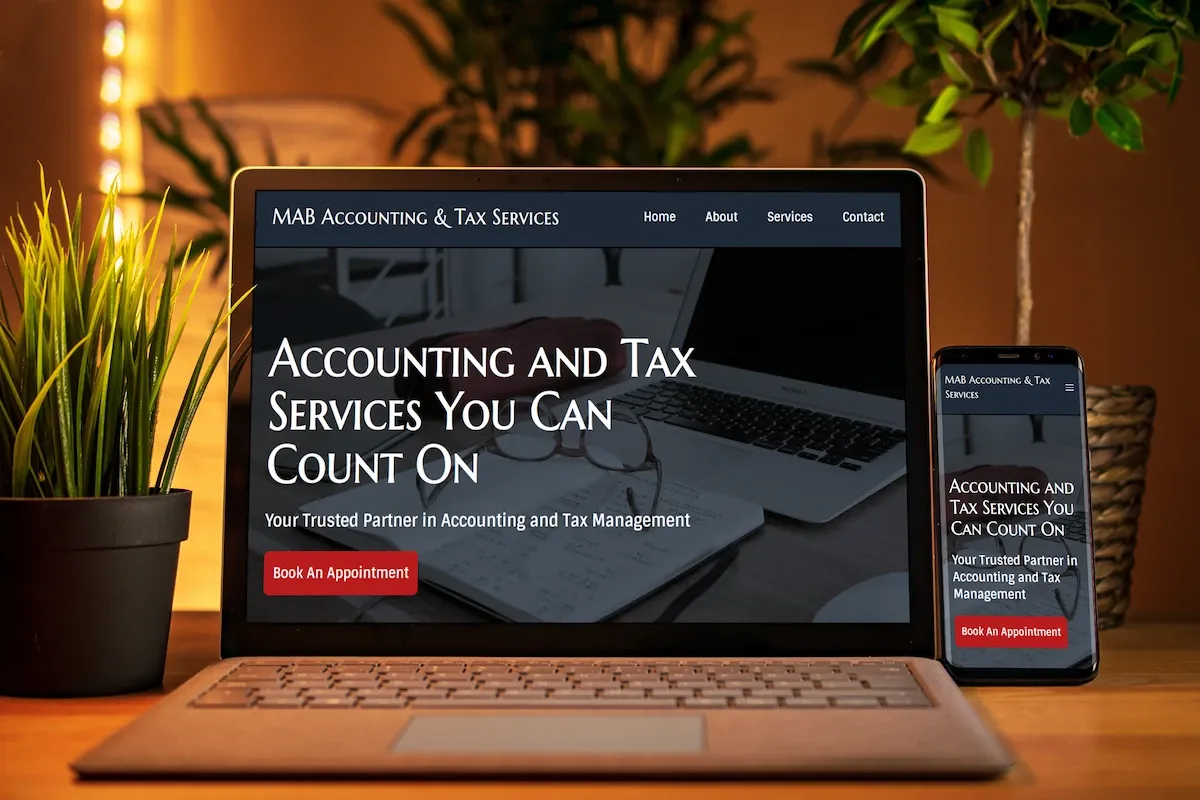 MAB Accounting & Tax Services
Home About Services Contact
Accounting and Tax
Services You Can
Count On
Your Trusted Partner in Accounting and Tax Management
Book An Appointment
MAB Accounting & Tax
Services
Accounting and
Tax Services You
Can Count On
Your Trusted Partner in
Accounting and Tax
Management
Book An Appointment